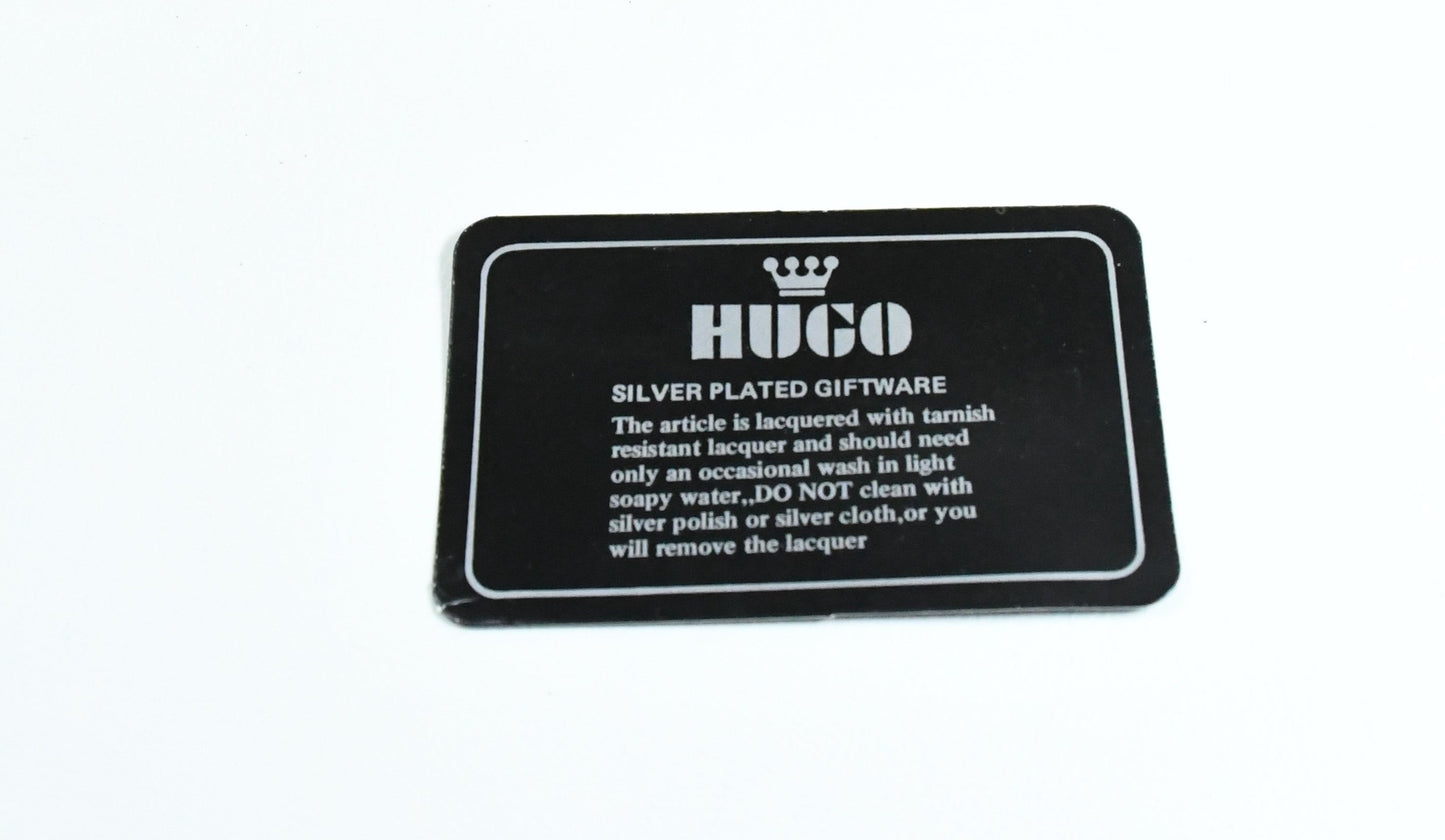 HUGO
SILVER PLATED GIFTWARE
The article is lacquered with tarnish
resistant lacquer and should need
only an occasional wash in light
soapy water,,DO NOT clean with
silver polish or silver cloth,or you
will remove the lacquer